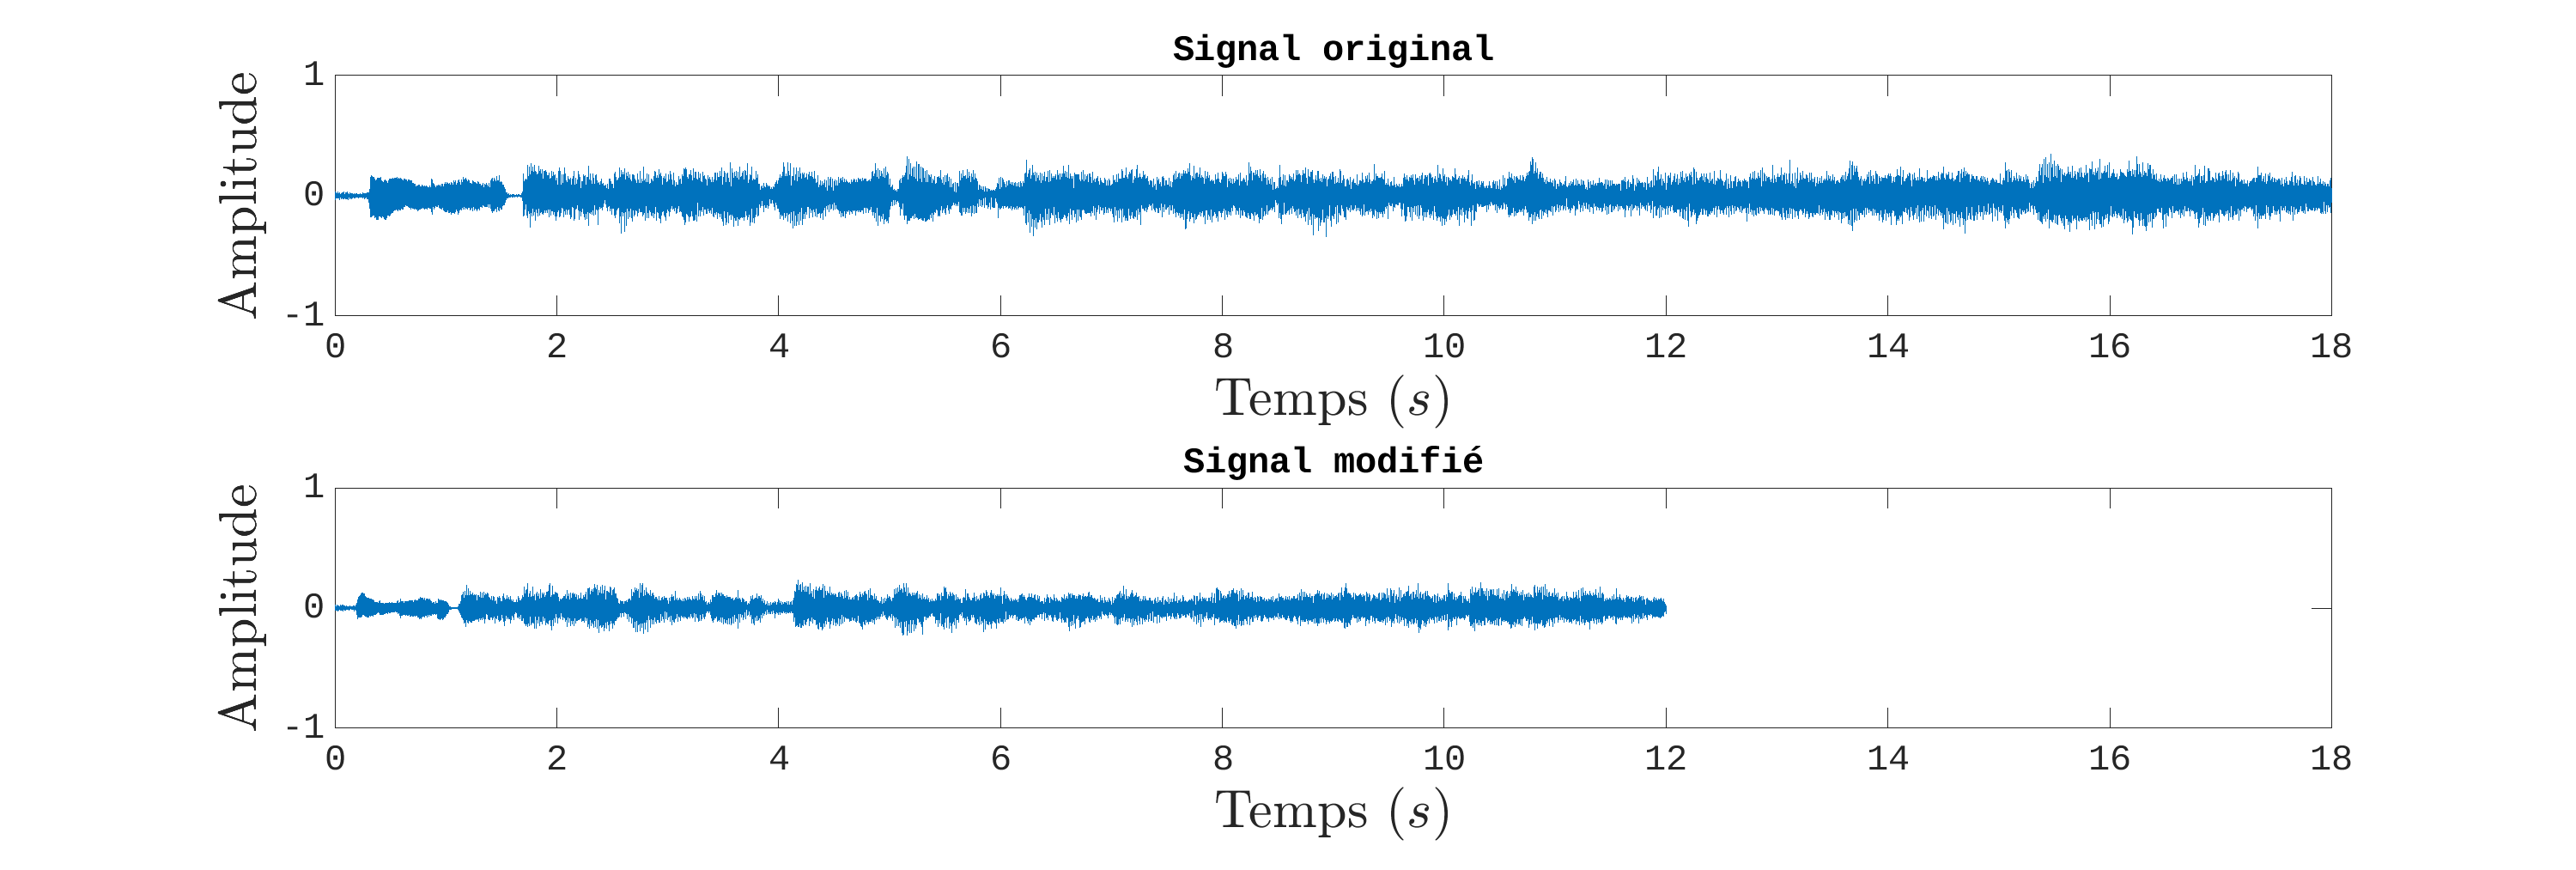 Signal original
Amplitude
1
0
-1
0 2 4 6 8 10 12 14 16 18
Temps (s)
Signal modifié
Amplitude
1
0
-1
0 2 4 6 8 10 12 14 16 18
Temps (s)